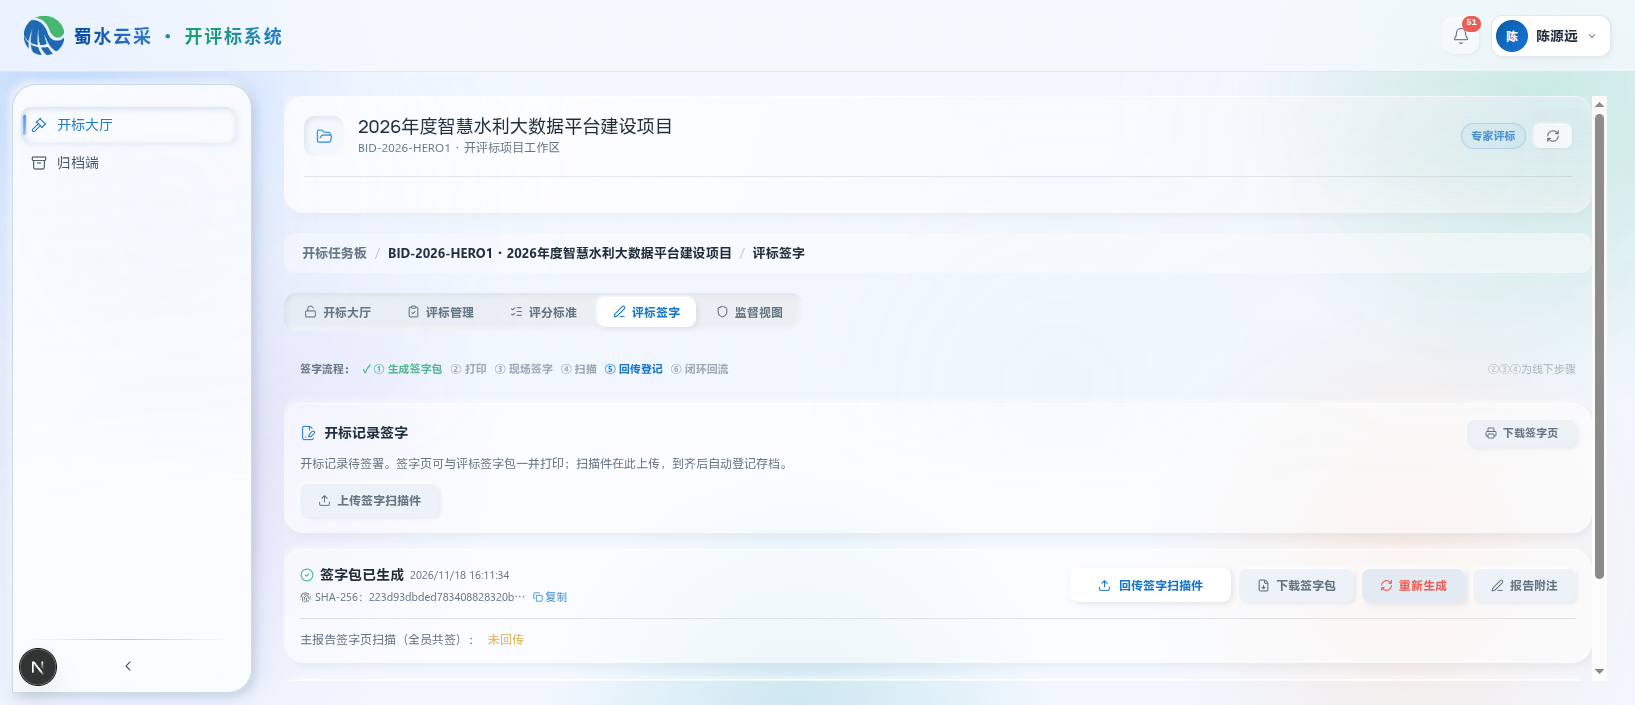 蜀水云采 · 开评标系统
51
陈 陈源远
开标大厅
归档端
2026年度智慧水利大数据平台建设项目
BID-2026-HERO1 · 开评标项目工作区
专家评标
开标任务板 / BID-2026-HERO1 · 2026年度智慧水利大数据平台建设项目 / 评标签字
开标大厅 评标管理 评分标准 评标签字 监督视图
签字流程： ✓ ① 生成签字包 ② 打印 ③ 现场签字 ④ 扫描 ⑤ 回传登记 ⑥ 闭环回流 ②③④为线下步骤
开标记录签字
下载签字页
开标记录待签署。签字页可与评标签字包一并打印；扫描件在此上传，到齐后自动登记存档。
上传签字扫描件
签字包已生成 2026/11/18 16:11:34
SHA-256：223d93dbded783408828320b… 复制
回传签字扫描件 下载签字包 重新生成 报告附注
主报告签字页扫描（全员共签）： 未回传
N